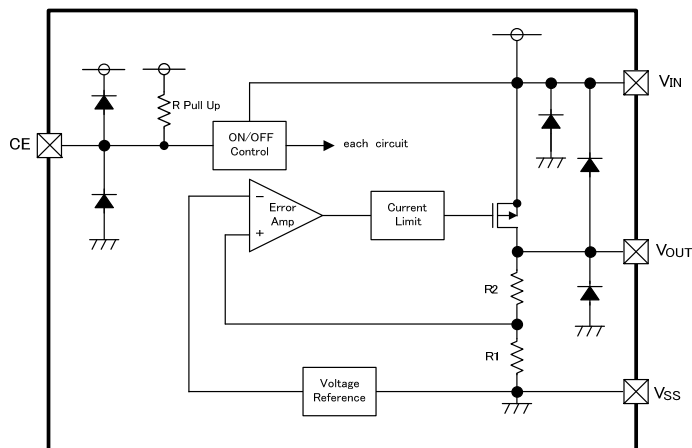 VIN
R Pull Up
CE
ON/OFF
Control
each circuit
−
Error
Amp
+
Current
Limit
VOUT
R2
R1
Voltage
Reference
VSS